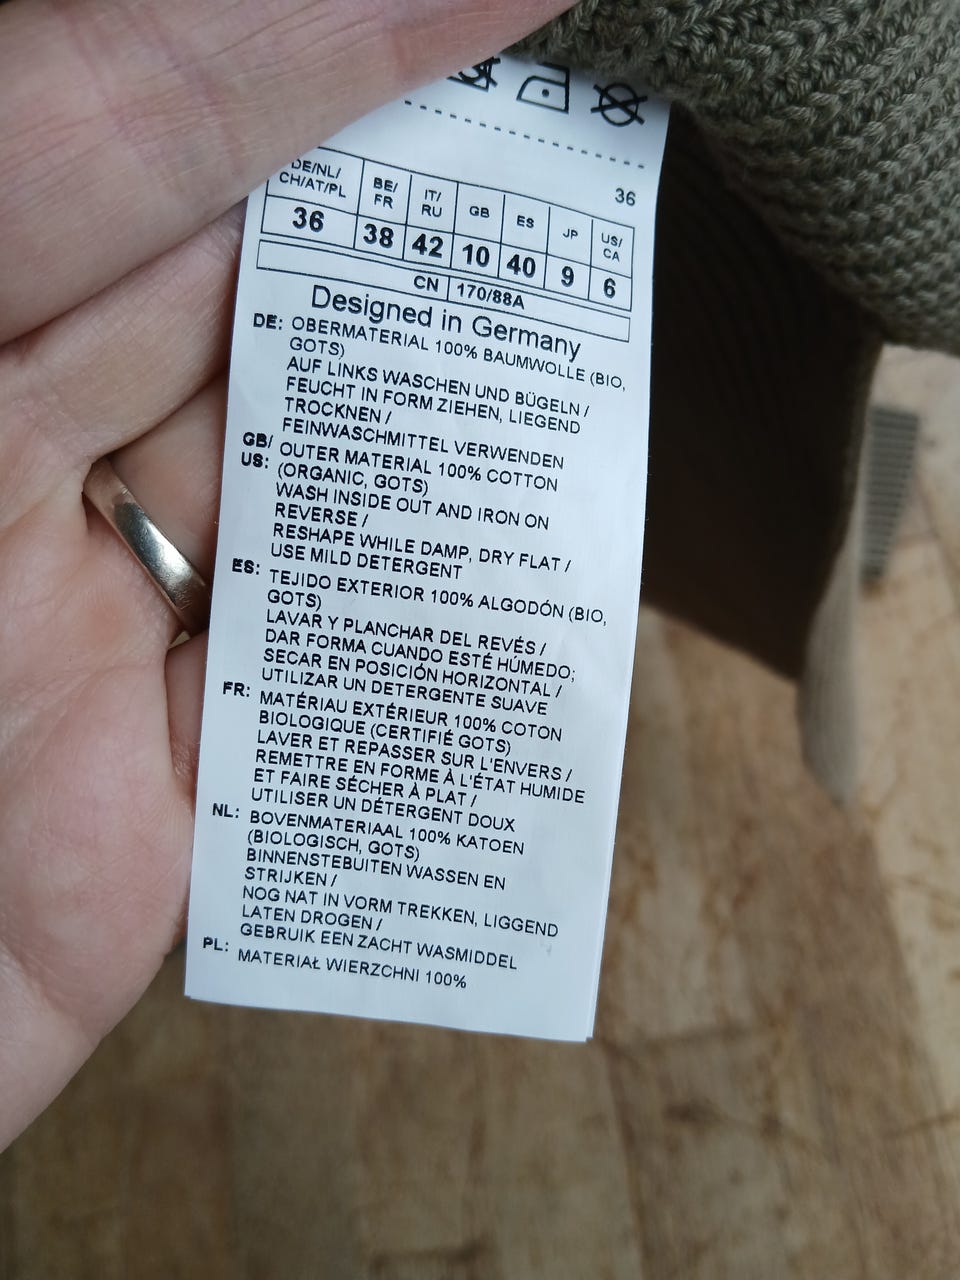 36
DE/NL/ CH/AT/PL BE/ FR IT/ RU GB ES JP US/ CA
36 38 42 10 40 9 6
CN 170/88A
Designed in Germany
DE: OBERMATERIAL 100% BAUMWOLLE (BIO,
GOTS)
AUF LINKS WASCHEN UND BÜGELN /
FEUCHT IN FORM ZIEHEN, LIEGEND
TROCKNEN /
FEINWASCHMITTEL VERWENDEN
GB/ US: OUTER MATERIAL 100% COTTON
(ORGANIC, GOTS)
WASH INSIDE OUT AND IRON ON
REVERSE /
RESHAPE WHILE DAMP, DRY FLAT /
USE MILD DETERGENT
ES: TEJIDO EXTERIOR 100% ALGODÓN (BIO,
GOTS)
LAVAR Y PLANCHAR DEL REVÉS /
DAR FORMA CUANDO ESTÉ HÚMEDO;
SECAR EN POSICIÓN HORIZONTAL /
UTILIZAR UN DETERGENTE SUAVE
FR: MATÉRIAU EXTÉRIEUR 100% COTON
BIOLOGIQUE (CERTIFIÉ GOTS)
LAVER ET REPASSER SUR L'ENVERS /
REMETTRE EN FORME À L'ÉTAT HUMIDE
ET FAIRE SÉCHER À PLAT /
UTILISER UN DÉTERGENT DOUX
NL: BOVENMATERIAAL 100% KATOEN
(BIOLOGISCH, GOTS)
BINNENSTEBUITEN WASSEN EN
STRIJKEN /
NOG NAT IN VORM TREKKEN, LIGGEND
LATEN DROGEN /
GEBRUIK EEN ZACHT WASMIDDEL
PL: MATERIAŁ WIERZCHNI 100%